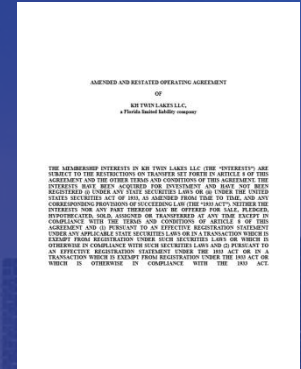 AMENDED AND RESTATED OPERATING AGREEMENT
OF
KH TWIN LAKES LLC,
a Florida limited liability company
THE MEMBERSHIP INTERESTS IN KH TWIN LAKES LLC (THE "INTERESTS") ARE
SUBJECT TO THE RESTRICTIONS ON TRANSFER SET FORTH IN ARTICLE 8 OF THIS
AGREEMENT AND THE OTHER TERMS AND CONDITIONS OF THIS AGREEMENT. THE
INTERESTS HAVE BEEN ACQUIRED FOR INVESTMENT AND HAVE NOT BEEN
REGISTERED (i) UNDER ANY STATE SECURITIES LAWS OR (ii) UNDER THE UNITED
STATES SECURITIES ACT OF 1933, AS AMENDED FROM TIME TO TIME, AND ANY
CORRESPONDING PROVISIONS OF SUCCEEDING LAW (THE "1933 ACT"). NEITHER THE
INTERESTS NOR ANY PART THEREOF MAY BE OFFERED FOR SALE, PLEDGED,
HYPOTHECATED, SOLD, ASSIGNED OR TRANSFERRED AT ANY TIME EXCEPT IN
COMPLIANCE WITH THE TERMS AND CONDITIONS OF ARTICLE 8 OF THIS
AGREEMENT AND (1) PURSUANT TO AN EFFECTIVE REGISTRATION STATEMENT
UNDER ANY APPLICABLE STATE SECURITIES LAWS OR IN A TRANSACTION WHICH IS
EXEMPT FROM REGISTRATION UNDER SUCH SECURITIES LAWS OR WHICH IS
OTHERWISE IN COMPLIANCE WITH SUCH SECURITIES LAWS AND (2) PURSUANT TO
AN EFFECTIVE REGISTRATION STATEMENT UNDER THE 1933 ACT OR IN A
TRANSACTION WHICH IS EXEMPT FROM REGISTRATION UNDER THE 1933 ACT OR
WHICH IS OTHERWISE IN COMPLIANCE WITH THE 1933 ACT.